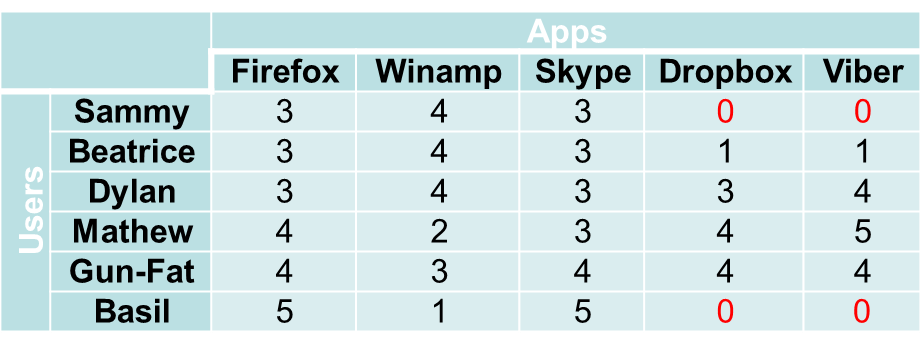 Apps
Firefox Winamp Skype Dropbox Viber
Users
Sammy 3 4 3 0 0
Beatrice 3 4 3 1 1
Dylan 3 4 3 3 4
Mathew 4 2 3 4 5
Gun-Fat 4 3 4 4 4
Basil 5 1 5 0 0